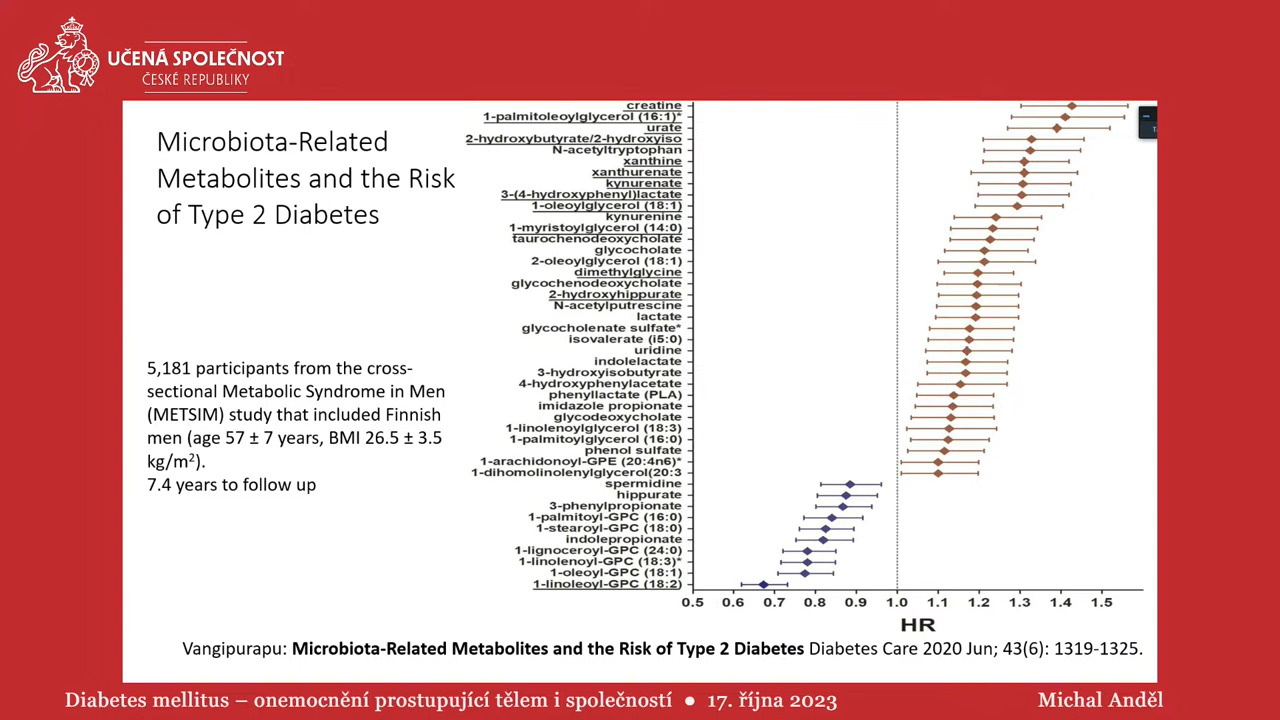 UČENÁ SPOLEČNOST
ČESKÉ REPUBLIKY
Microbiota-Related
Metabolites and the Risk
of Type 2 Diabetes
5,181 participants from the cross-
sectional Metabolic Syndrome in Men
(METSIM) study that included Finnish
men (age 57 ± 7 years, BMI 26.5 ± 3.5
kg/m²).
7.4 years to follow up
creatine
1-palmitoleoylglycerol (16:1)*
urate
2-hydroxybutyrate/2-hydroxyiso
N-acetyltryptophan
xanthine
xanthurenate
kynurenate
3-(4-hydroxyphenyl)lactate
1-oleoylglycerol (18:1)
kynurenine
1-myristoylglycerol (14:0)
taurochenodeoxycholate
glycocholate
2-oleoylglycerol (18:1)
dimethylglycine
glycochenodeoxycholate
2-hydroxyhippurate
N-acetylputrescine
lactate
glycocholenate sulfate*
isovalerate (i5:0)
uridine
indolelactate
3-hydroxyisobutyrate
4-hydroxyphenylacetate
phenyllactate (PLA)
imidazole propionate
glycodeoxycholate
1-linolenoylglycerol (18:3)
1-palmitoylglycerol (16:0)
phenol sulfate
1-arachidonoyl-GPE (20:4n6)*
1-dihomolinolenylglycerol(20:3
spermidine
hippurate
3-phenylpropionate
1-palmitoyl-GPC (16:0)
1-stearoyl-GPC (18:0)
indolepropionate
1-lignoceroyl-GPC (24:0)
1-linolenoyl-GPC (18:3)*
1-oleoyl-GPC (18:1)
1-linoleoyl-GPC (18:2)
0.5 0.6 0.7 0.8 0.9 1.0 1.1 1.2 1.3 1.4 1.5
HR
Vangipurapu: Microbiota-Related Metabolites and the Risk of Type 2 Diabetes Diabetes Care 2020 Jun; 43(6): 1319-1325.
Diabetes mellitus – onemocnění prostupující tělem i společností ● 17. října 2023 Michal Anděl